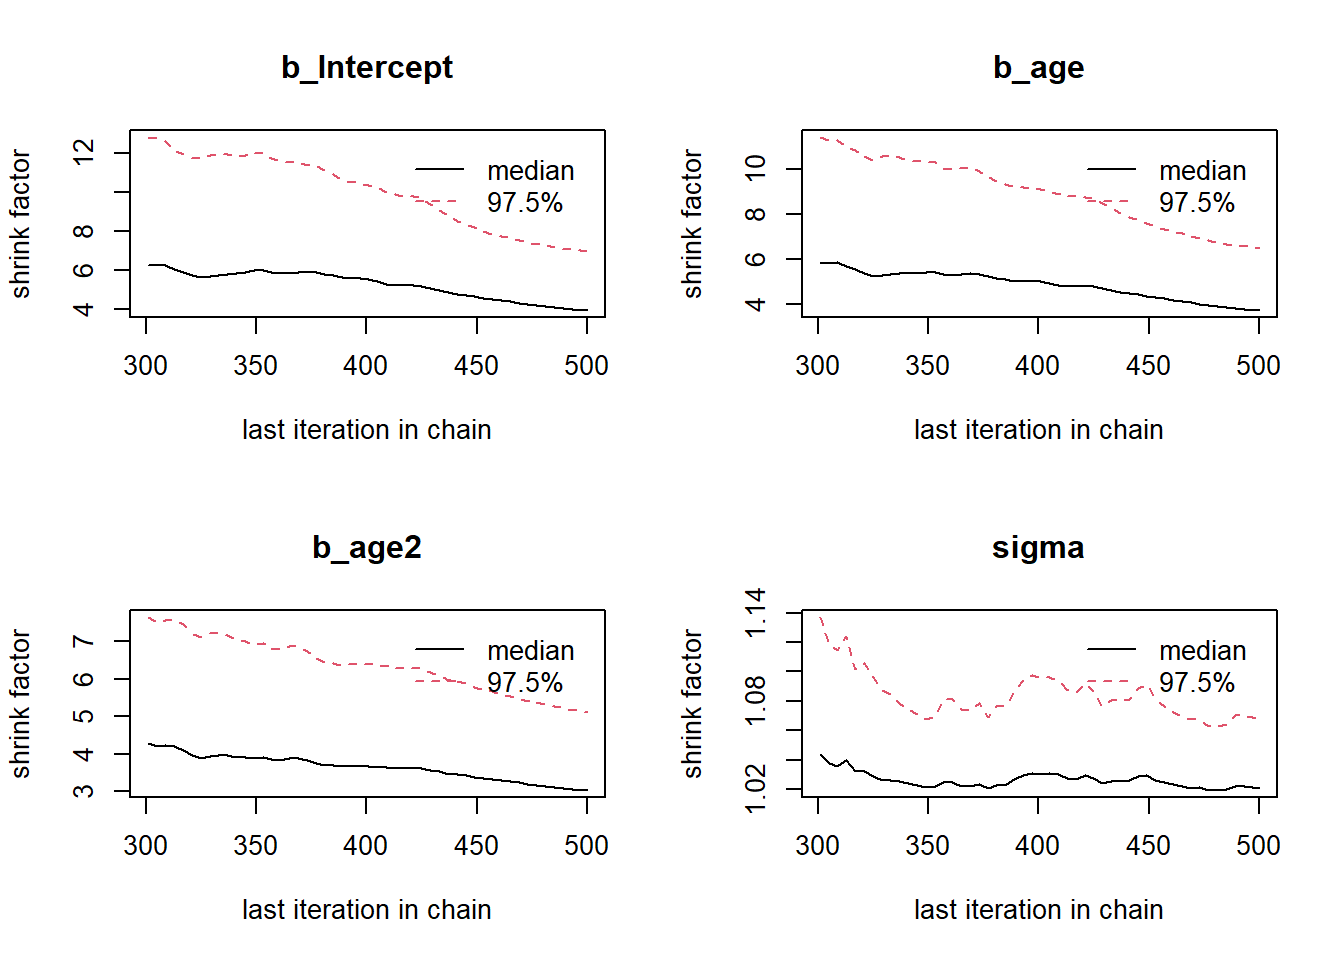 b_Intercept
shrink factor
4
6
8
12
median
97.5%
300 350 400 450 500
last iteration in chain
b_age
shrink factor
4
6
8
10
median
97.5%
300 350 400 450 500
last iteration in chain
b_age2
shrink factor
3
4
5
6
7
median
97.5%
300 350 400 450 500
last iteration in chain
sigma
shrink factor
1.02
1.08
1.14
median
97.5%
300 350 400 450 500
last iteration in chain